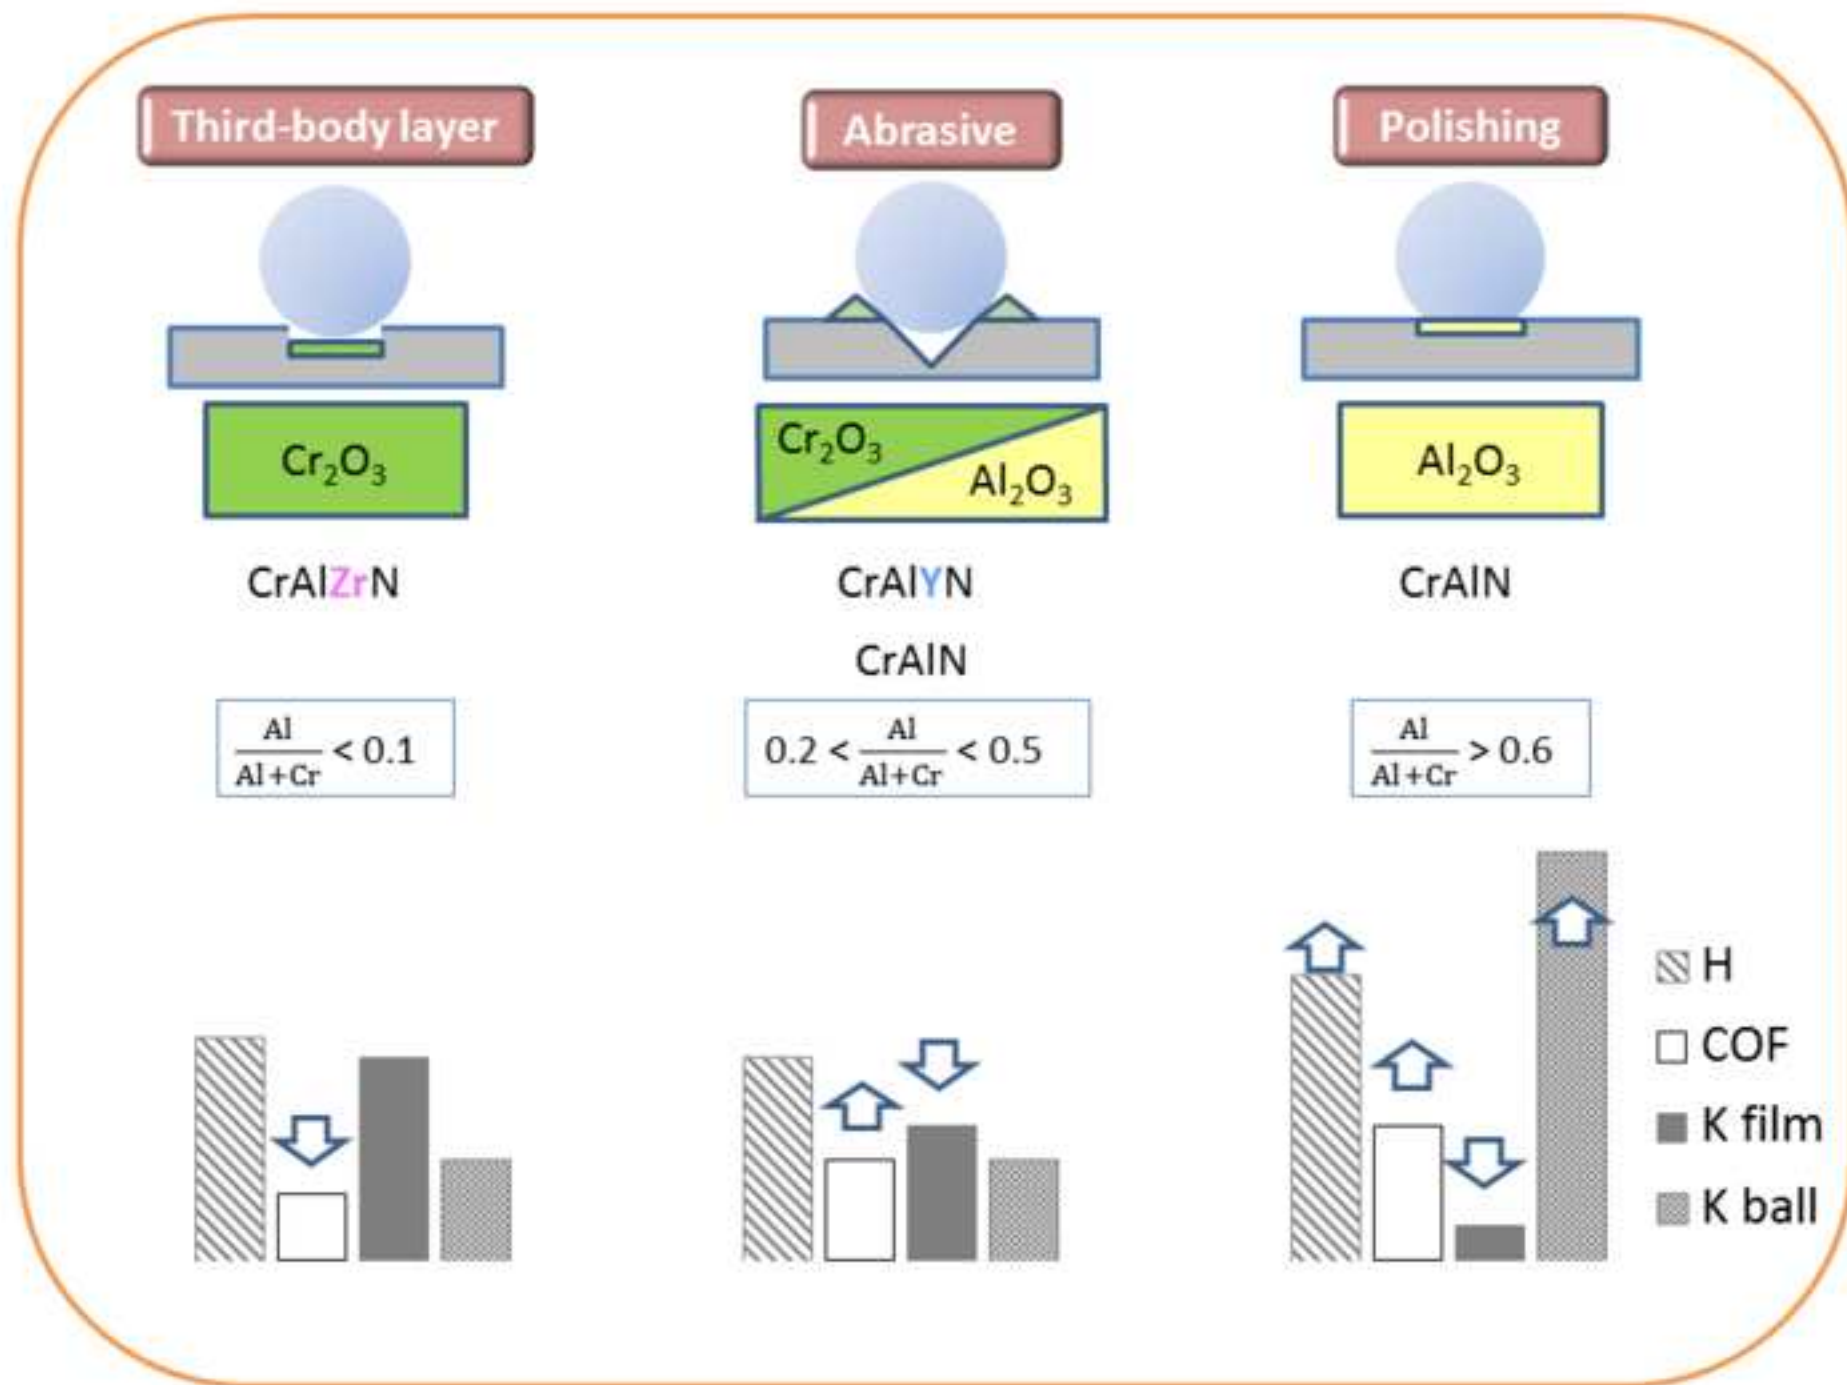 Third-body layer
Abrasive
Polishing
Cr₂O₃
Cr₂O₃
Al₂O₃
Al₂O₃
CrAlZrN
CrAlYN
CrAlN
CrAlN
Al/Al+Cr < 0.1
0.2 < Al/Al+Cr < 0.5
Al/Al+Cr > 0.6
H
COF
K film
K ball